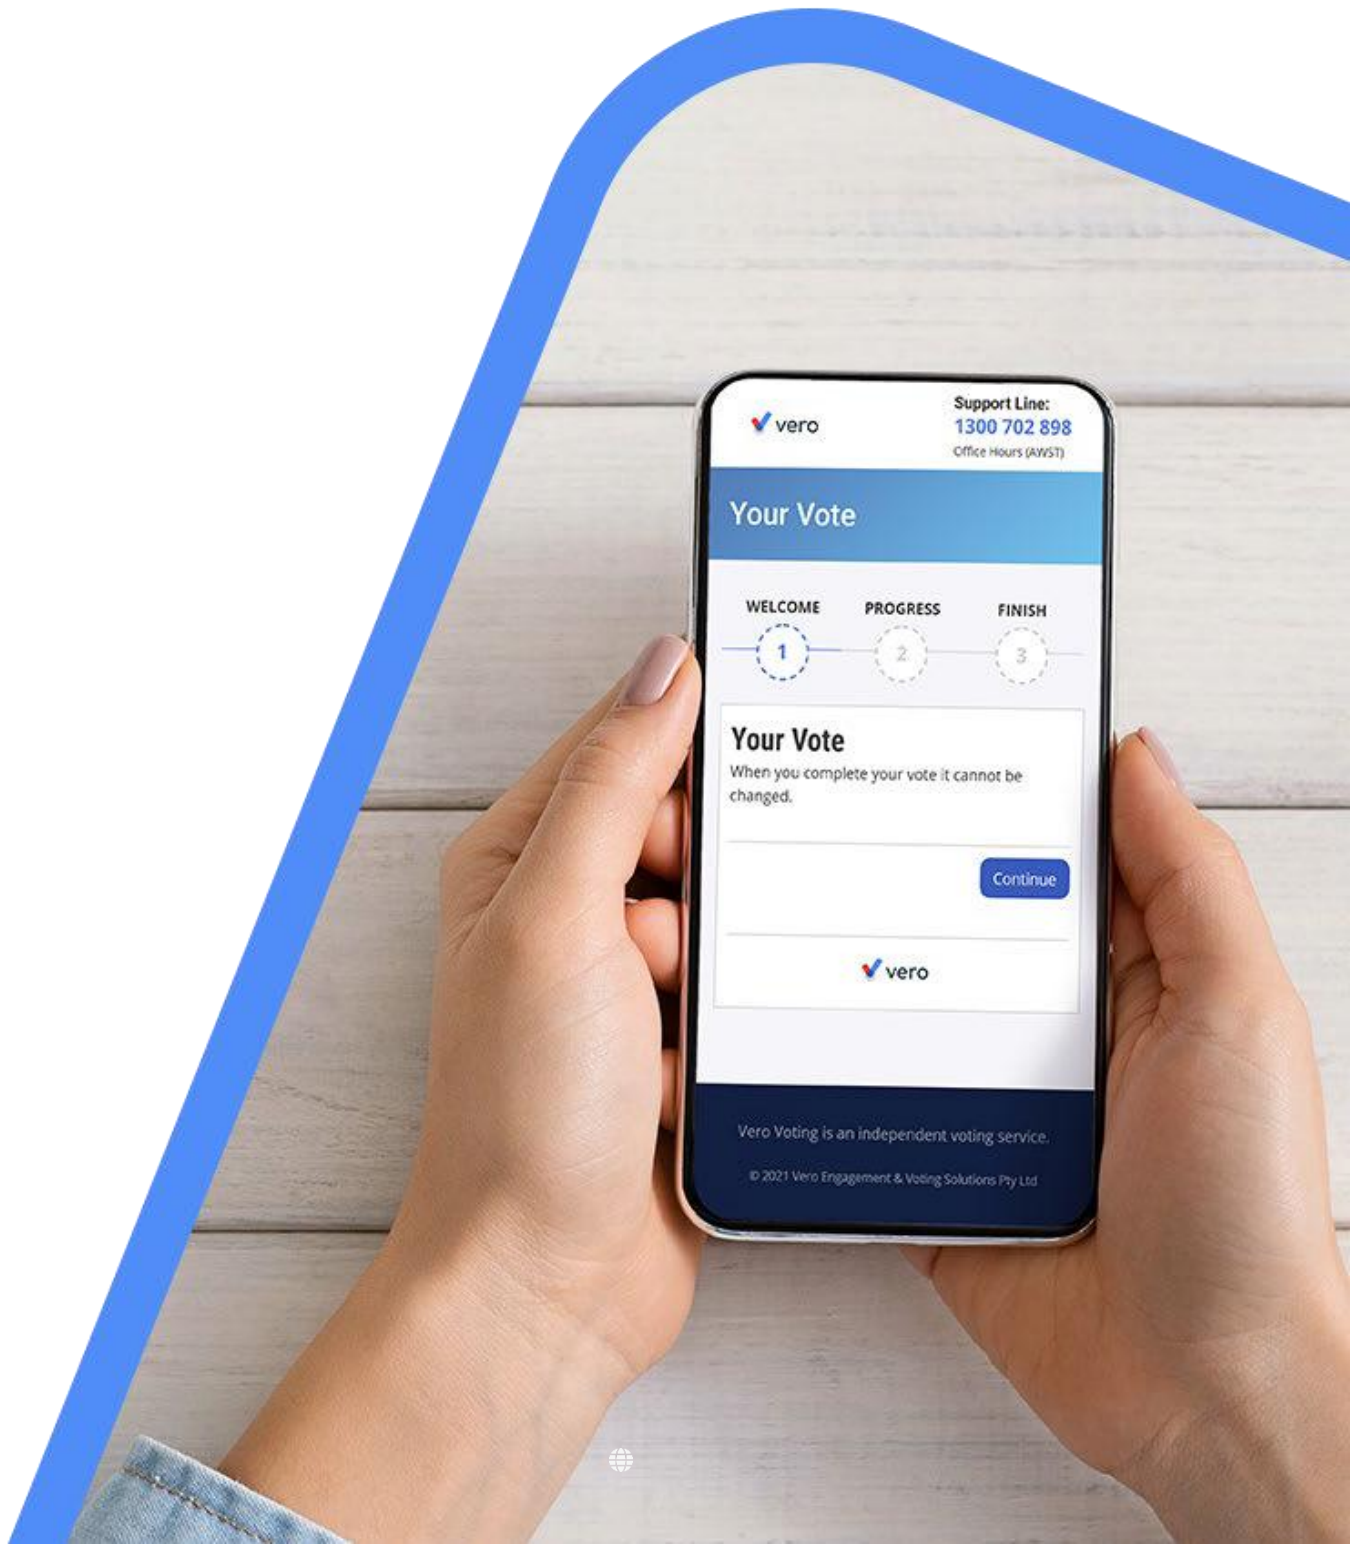 vero
Support Line:
1300 702 898
Office Hours (AWST)
Your Vote
WELCOME PROGRESS FINISH
1 2 3
Your Vote
When you complete your vote it cannot be
changed.
Continue
vero
Vero Voting is an independent voting service.
© 2021 Vero Engagement & Voting Solutions Pty Ltd